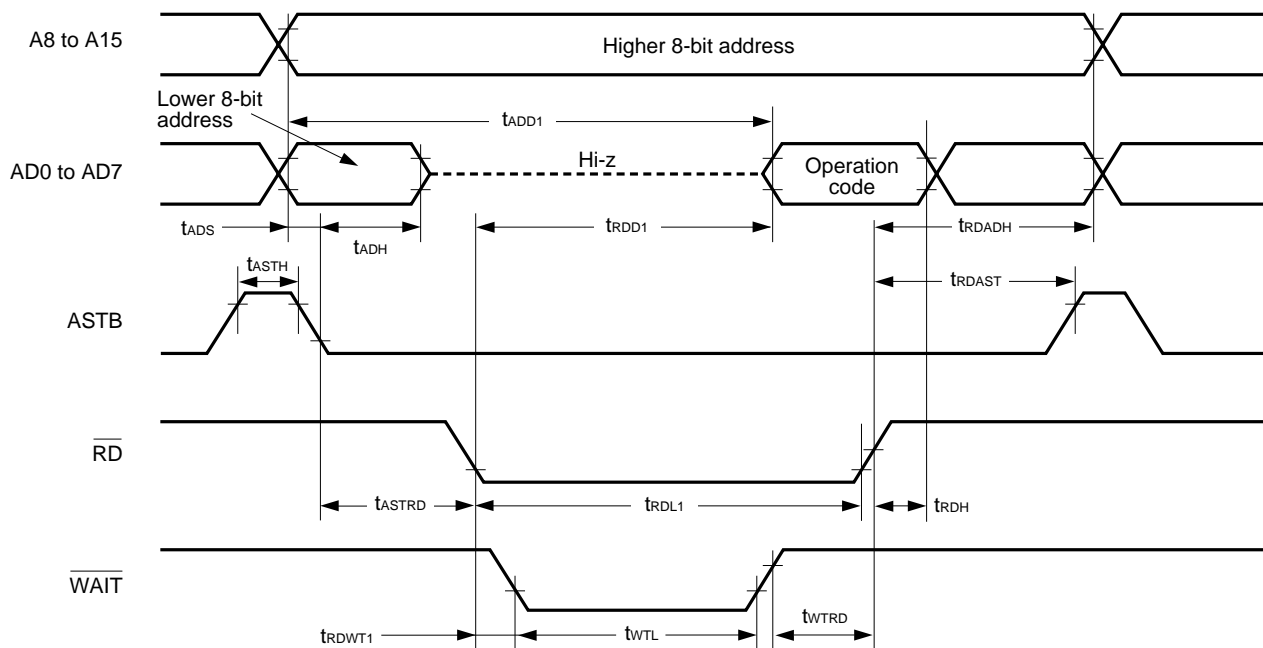 A8 to A15
Higher 8-bit address
Lower 8-bit
address
tADD1
AD0 to AD7
Hi-z
Operation
code
tADS
tADH
tRDD1
tRDADH
tASTH
tRDAST
ASTB
RD
tASTRD
tRDL1
tRDH
WAIT
tRDWT1
tWTL
tWTRD